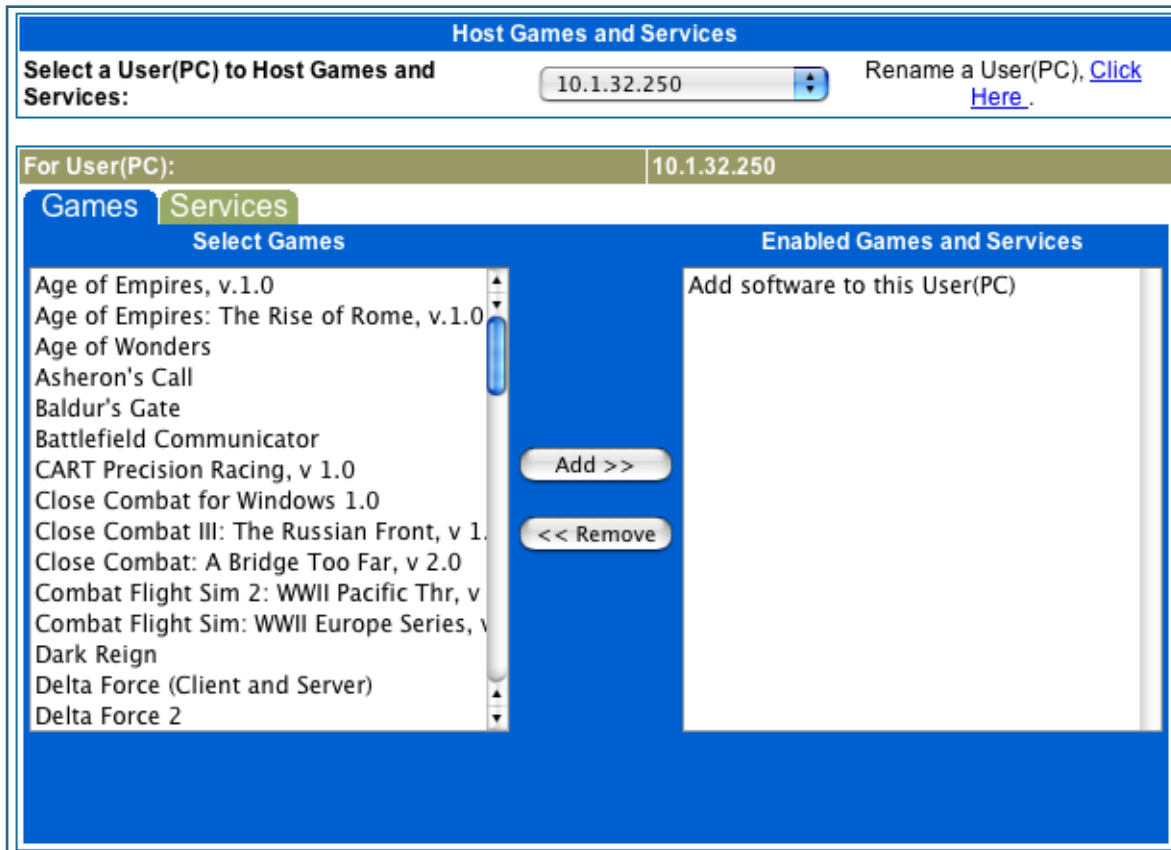 Host Games and Services
Select a User(PC) to Host Games and
Services:
10.1.32.250
Rename a User(PC), Click
Here .
For User(PC):
10.1.32.250
Games
Services
Select Games
Enabled Games and Services
Age of Empires, v.1.0
Age of Empires: The Rise of Rome, v.1.0
Age of Wonders
Asheron's Call
Baldur's Gate
Battlefield Communicator
CART Precision Racing, v 1.0
Close Combat for Windows 1.0
Close Combat III: The Russian Front, v 1.
Close Combat: A Bridge Too Far, v 2.0
Combat Flight Sim 2: WWII Pacific Thr, v
Combat Flight Sim: WWII Europe Series, v
Dark Reign
Delta Force (Client and Server)
Delta Force 2
Add >>
<< Remove
Add software to this User(PC)